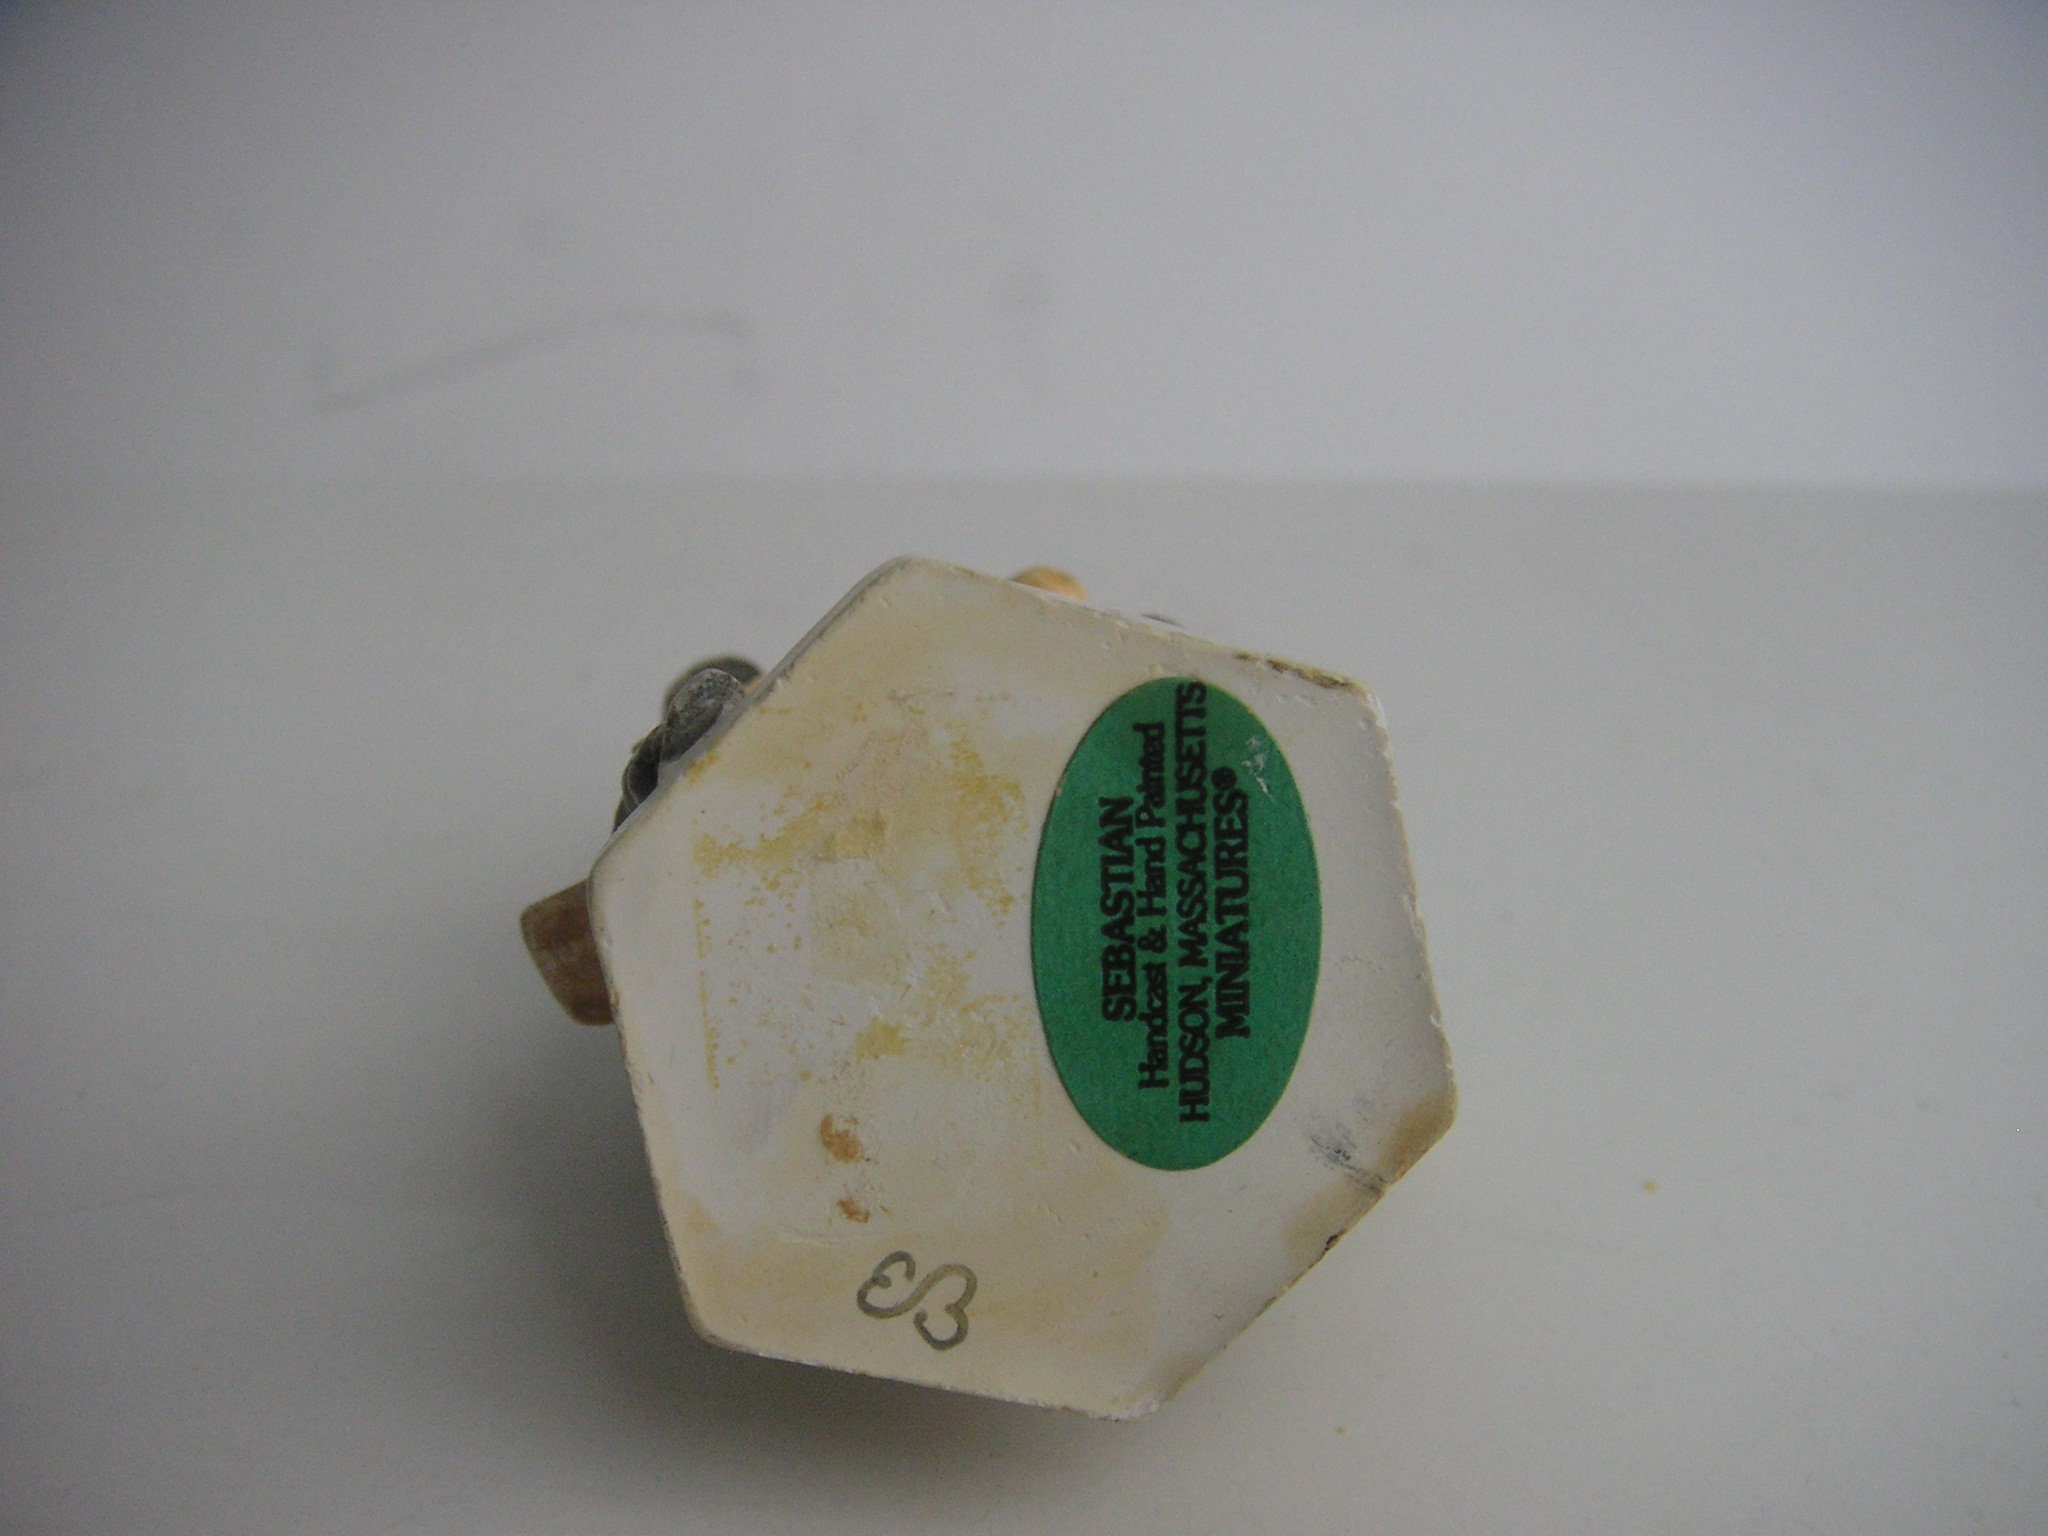 SEBASTIAN
Handcast & Hand Painted
HUDSON, MASSACHUSETTS
MINIATURES®